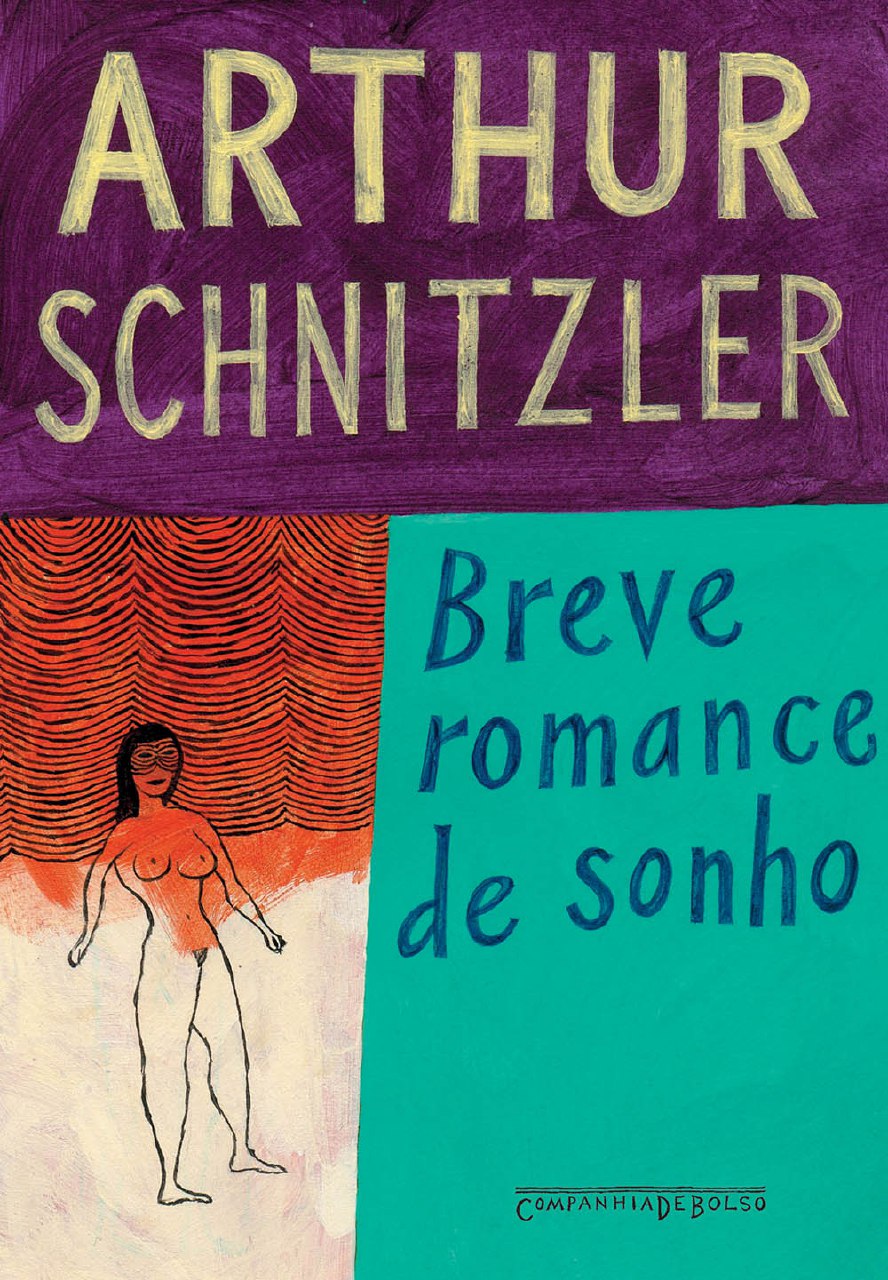 ARTHUR
SCHNITZLER
Breve
romance
de sonho
COMPANHIADEBOLSO